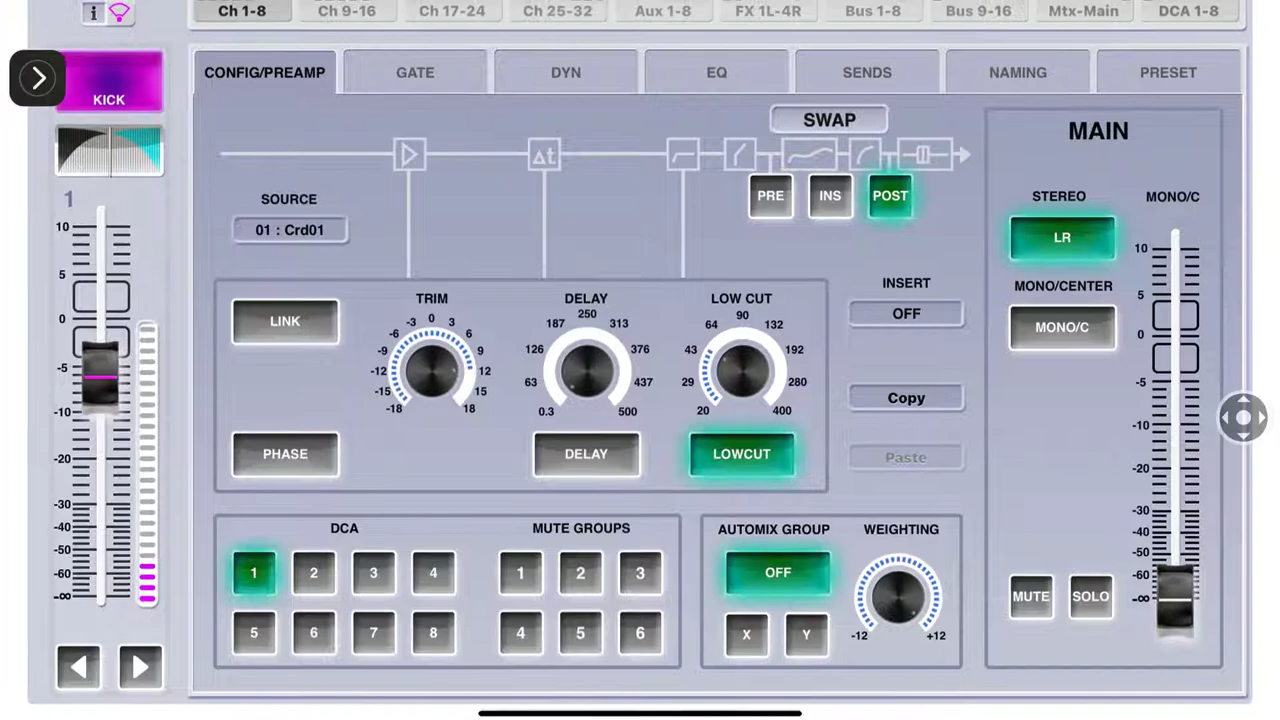 i
Ch 1-8 Ch 9-16 Ch 17-24 Ch 25-32 Aux 1-8 FX 1L-4R Bus 1-8 Bus 9-16 Mtx-Main DCA 1-8
KICK
CONFIG/PREAMP GATE DYN EQ SENDS NAMING PRESET
SWAP
MAIN
Δt
PRE INS POST
SOURCE
01 : Crd01
STEREO
LR
MONO/C
MONO/CENTER
MONO/C
1
10
5
0
-5
-10
-20
-30
-40
-50
-60
-∞
LINK
PHASE
TRIM
-18 -15 -12 -9 -6 -3 0 3 6 9 12 15 18
DELAY
0.3 63 126 187 250 313 376 437 500
DELAY
LOW CUT
20 29 43 64 90 132 192 280 400
LOWCUT
INSERT
OFF
Copy
Paste
DCA
1 2 3 4
5 6 7 8
MUTE GROUPS
1 2 3
4 5 6
AUTOMIX GROUP
OFF
X Y
WEIGHTING
-12 +12
MUTE SOLO
10
5
0
-5
-10
-20
-30
-40
-50
-60
-∞